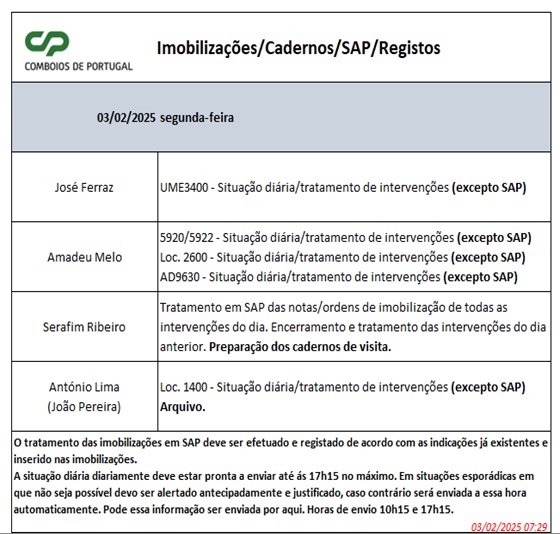 CP
COMBOIOS DE PORTUGAL
Imobilizações/Cadernos/SAP/Registos
03/02/2025 segunda-feira
José Ferraz
UME3400 - Situação diária/tratamento de intervenções (excepto SAP)
Amadeu Melo
5920/5922 - Situação diária/tratamento de intervenções (excepto SAP)
Loc. 2600 - Situação diária/tratamento de intervenções (excepto SAP)
AD9630 - Situação diária/tratamento de intervenções (excepto SAP)
Serafim Ribeiro
Tratamento em SAP das notas/ordens de imobilização de todas as
intervenções do dia. Encerramento e tratamento das intervenções do dia
anterior. Preparação dos cadernos de visita.
António Lima
(João Pereira)
Loc. 1400 - Situação diária/tratamento de intervenções (excepto SAP)
Arquivo.
O tratamento das imobilizações em SAP deve ser efetuado e registado de acordo com as indicações já existentes e
inserido nas imobilizações.
A situação diária diariamente deve estar pronta a enviar até ás 17h15 no máximo. Em situações esporádicas em
que não seja possível devo ser alertado antecipadamente e justificado, caso contrário será enviada a essa hora
automaticamente. Pode essa informação ser enviada por aqui. Horas de envio 10h15 e 17h15.
03/02/2025 07:29